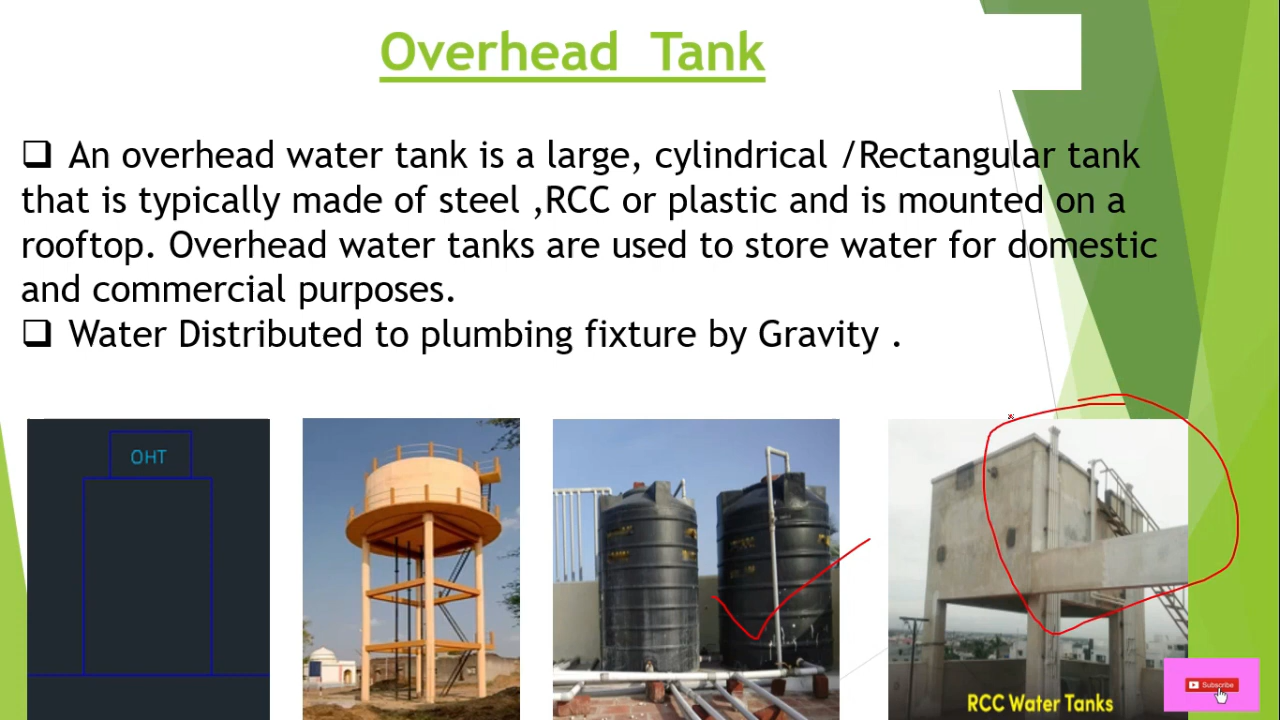 Overhead Tank
❑ An overhead water tank is a large, cylindrical /Rectangular tank
that is typically made of steel ,RCC or plastic and is mounted on a
rooftop. Overhead water tanks are used to store water for domestic
and commercial purposes.
❑ Water Distributed to plumbing fixture by Gravity .
OHT
RCC Water Tanks
Subscribe